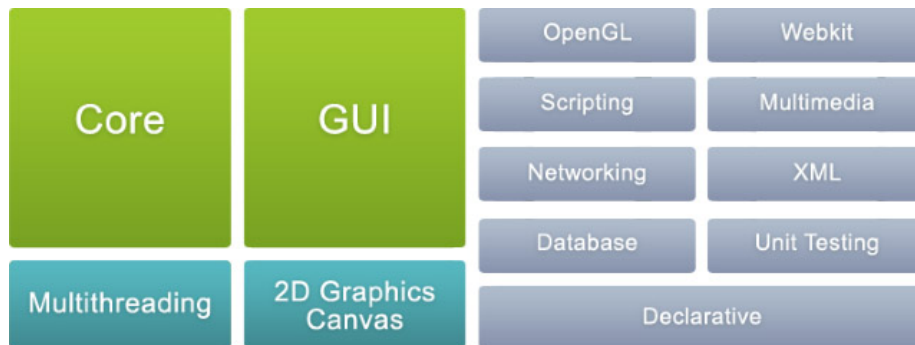 Core
GUI
OpenGL
Webkit
Scripting
Multimedia
Networking
XML
Database
Unit Testing
Multithreading
2D Graphics
Canvas
Declarative